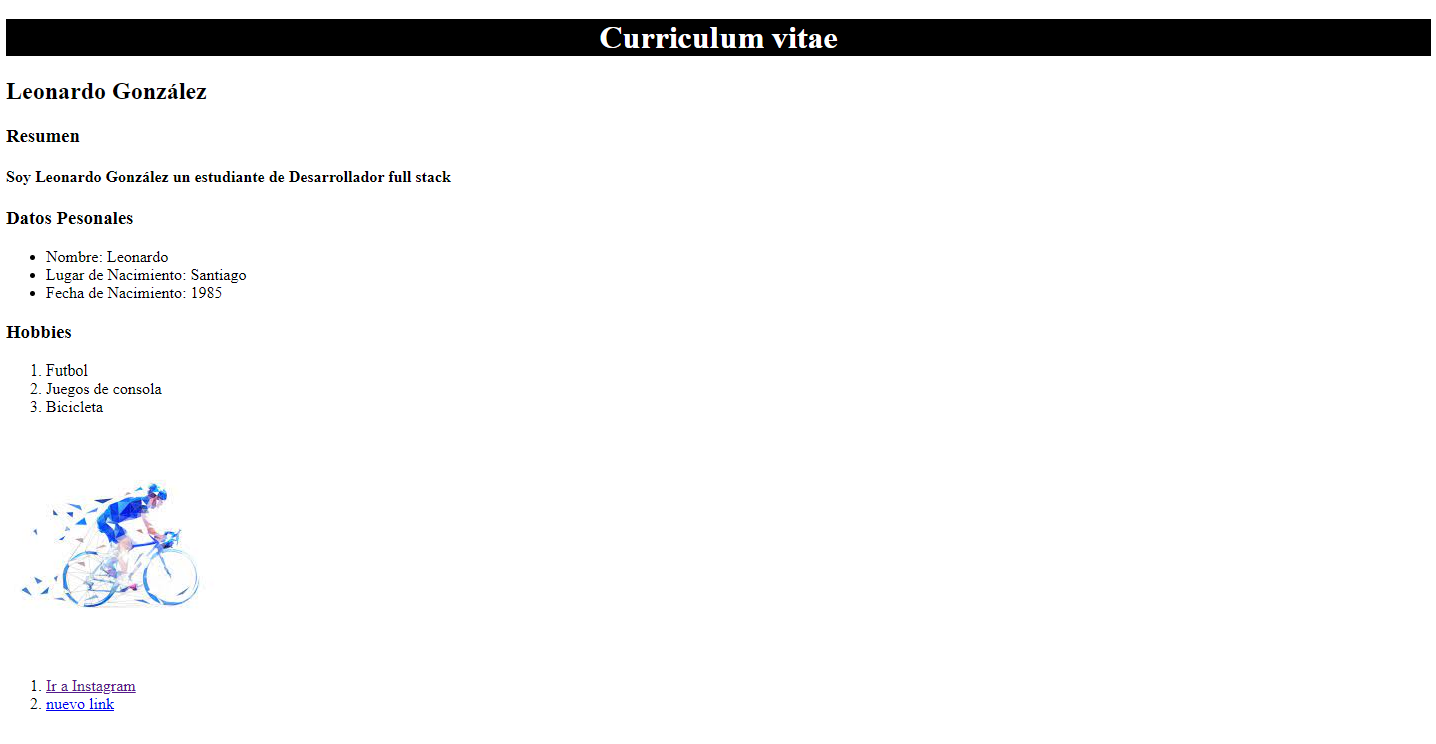 Curriculum vitae
Leonardo González
Resumen
Soy Leonardo González un estudiante de Desarrollador full stack
Datos Pesonales
• Nombre: Leonardo
• Lugar de Nacimiento: Santiago
• Fecha de Nacimiento: 1985
Hobbies
1. Futbol
2. Juegos de consola
3. Bicicleta
1. Ir a Instagram
2. nuevo link